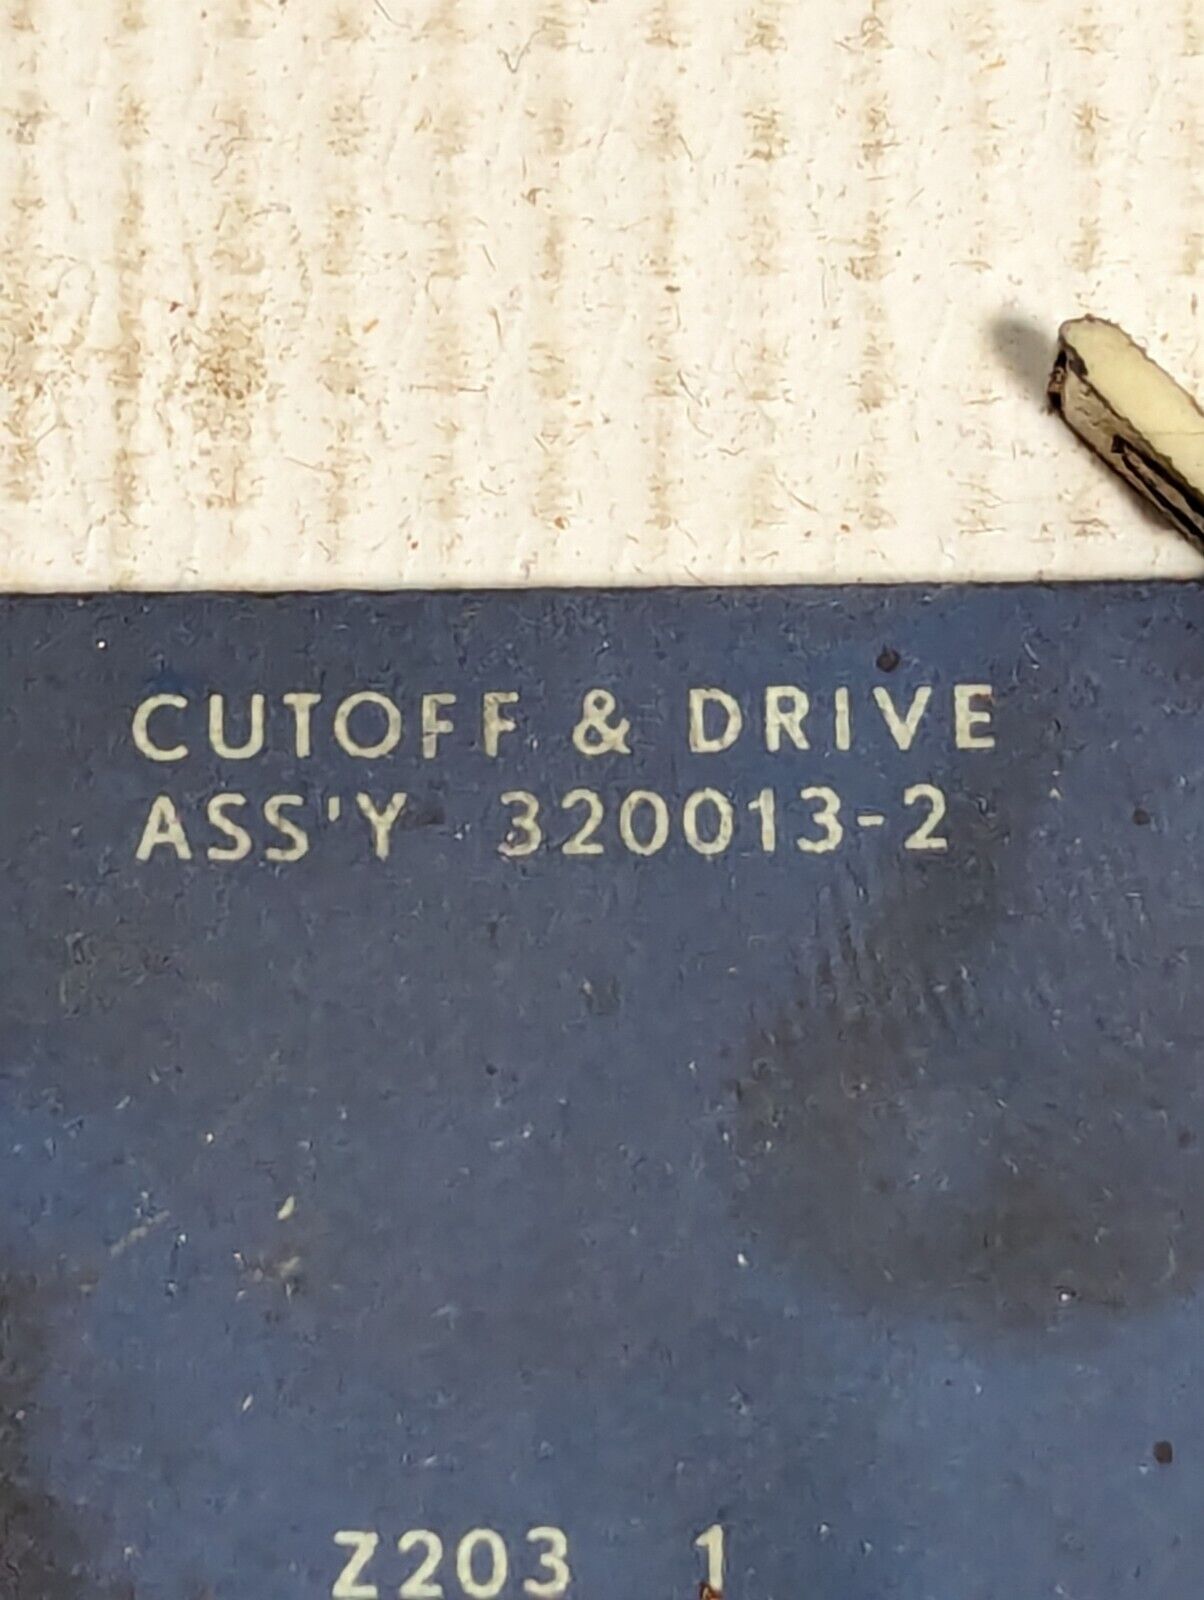 CUTOFF & DRIVE
ASS'Y 320013-2
Z203 1